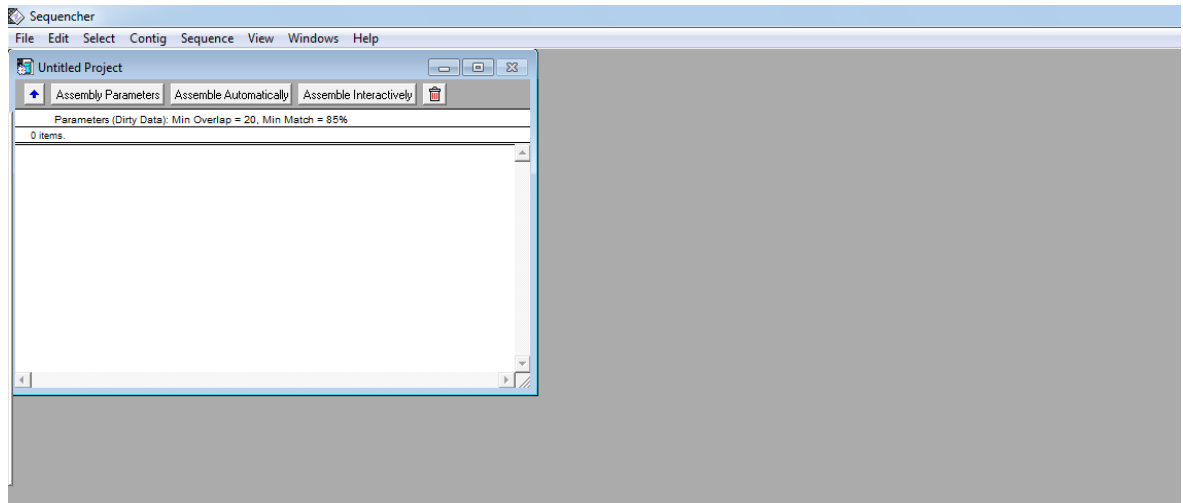 Sequencher
File Edit Select Contig Sequence View Windows Help
Untitled Project
Assembly Parameters Assemble Automatically Assemble Interactively
Parameters (Dirty Data): Min Overlap = 20, Min Match = 85%
0 items.